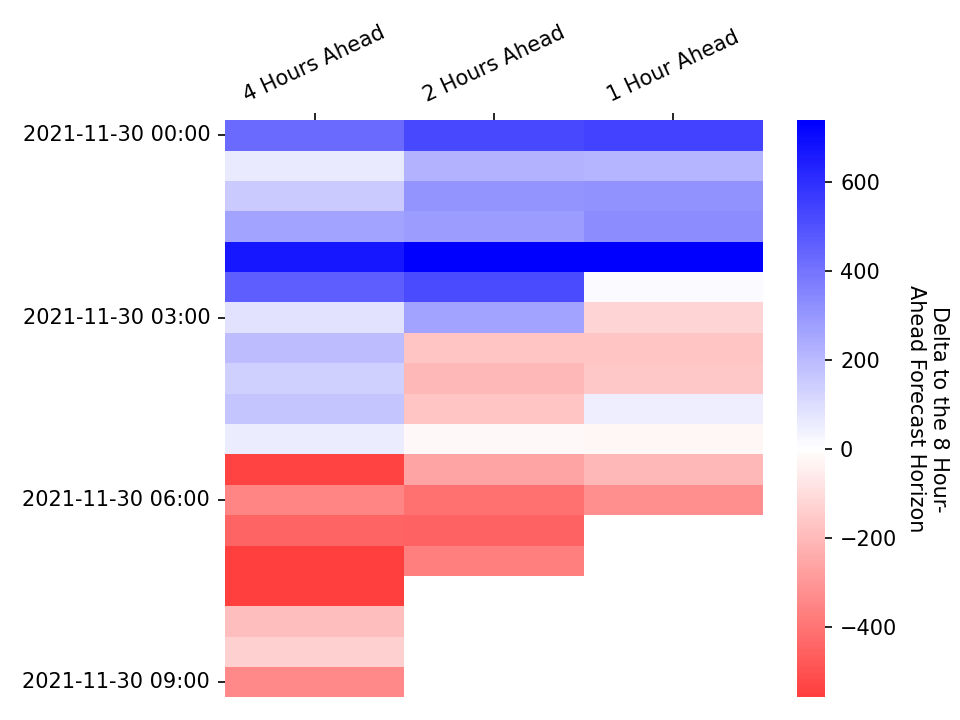 4 Hours Ahead
2 Hours Ahead
1 Hour Ahead
2021-11-30 00:00
2021-11-30 03:00
2021-11-30 06:00
2021-11-30 09:00
600
400
200
0
−200
−400
Delta to the 8 Hour-
Ahead Forecast Horizon